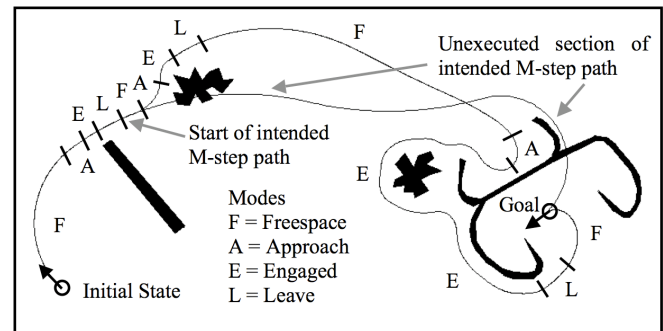 F
L
E
A
F
L
E
A
Unexecuted section of
intended M-step path
Start of intended
M-step path
A
E
Modes
F = Freespace
A = Approach
E = Engaged
L = Leave
Goal
F
F
E
L
Initial State